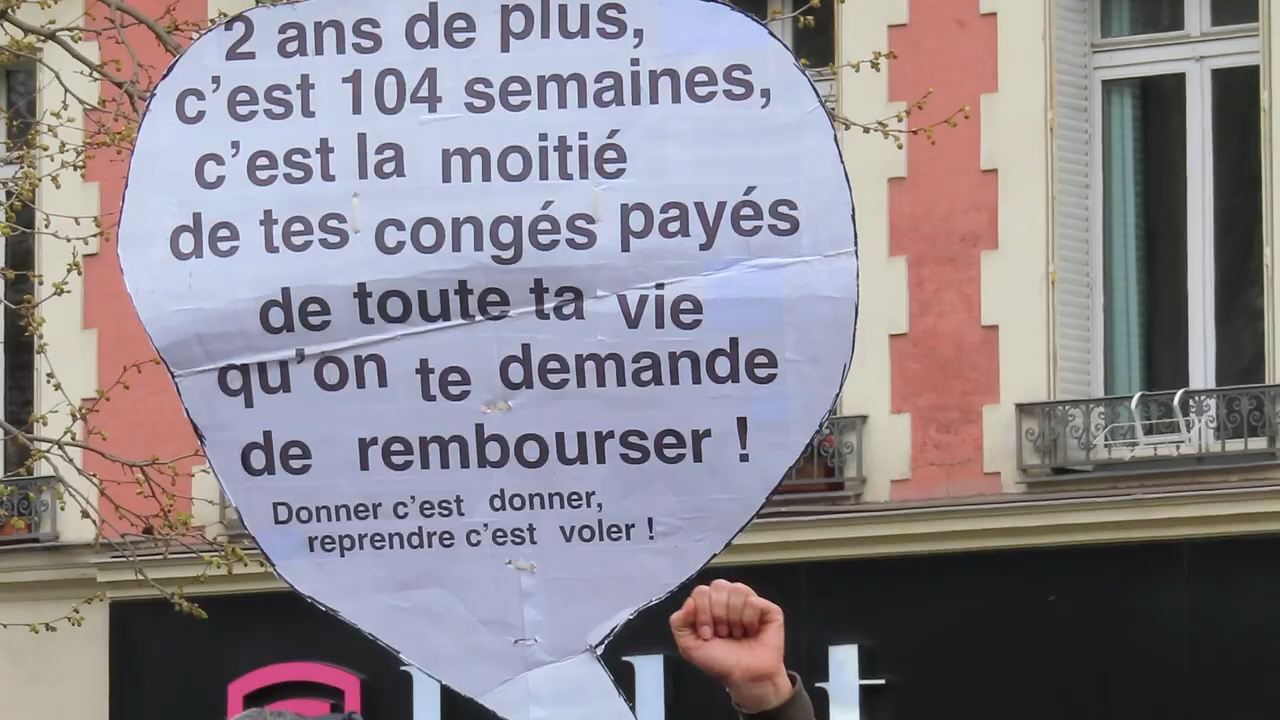 2 ans de plus,
c'est 104 semaines,
c'est la moitié
de tes congés payés
de toute ta vie
qu'on te demande
de rembourser !
Donner c'est donner,
reprendre c'est voler !